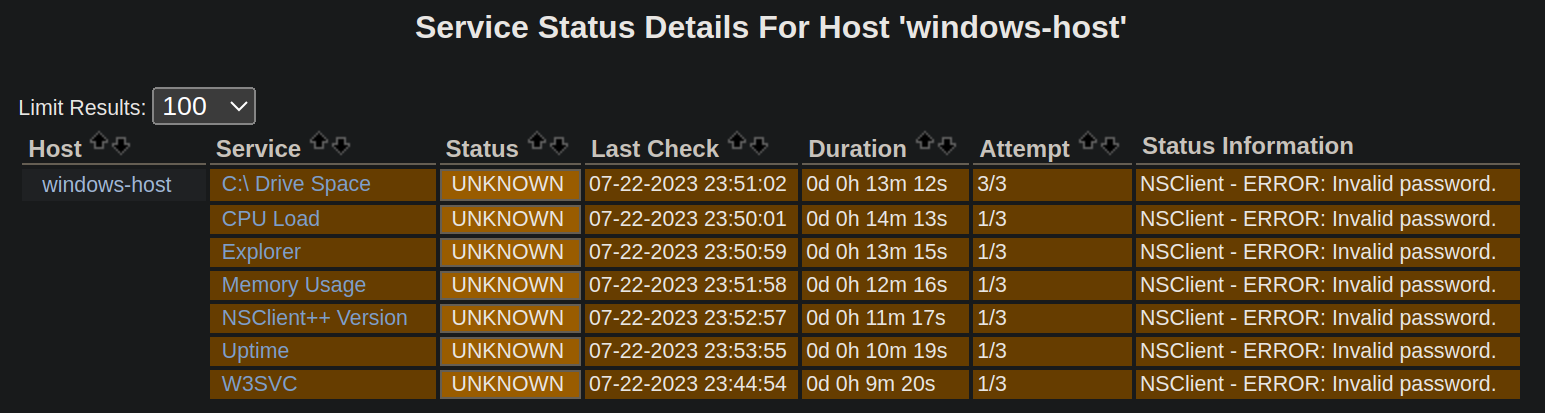 Service Status Details For Host 'windows-host'
Limit Results: 100
Host Service Status Last Check Duration Attempt Status Information
windows-host C:\ Drive Space UNKNOWN 07-22-2023 23:51:02 0d 0h 13m 12s 3/3 NSClient - ERROR: Invalid password.
CPU Load UNKNOWN 07-22-2023 23:50:01 0d 0h 14m 13s 1/3 NSClient - ERROR: Invalid password.
Explorer UNKNOWN 07-22-2023 23:50:59 0d 0h 13m 15s 1/3 NSClient - ERROR: Invalid password.
Memory Usage UNKNOWN 07-22-2023 23:51:58 0d 0h 12m 16s 1/3 NSClient - ERROR: Invalid password.
NSClient++ Version UNKNOWN 07-22-2023 23:52:57 0d 0h 11m 17s 1/3 NSClient - ERROR: Invalid password.
Uptime UNKNOWN 07-22-2023 23:53:55 0d 0h 10m 19s 1/3 NSClient - ERROR: Invalid password.
W3SVC UNKNOWN 07-22-2023 23:44:54 0d 0h 9m 20s 1/3 NSClient - ERROR: Invalid password.